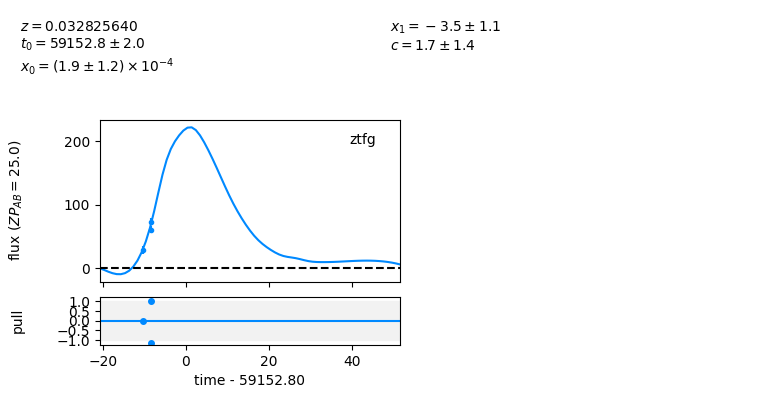 z = 0.032825640
t₀ = 59152.8 ± 2.0
x₀ = (1.9 ± 1.2) × 10⁻⁴
x₁ = −3.5 ± 1.1
c = 1.7 ± 1.4
flux (ZP_AB = 25.0)
ztfg
200
100
0
pull
1.0
0.5
0.0
−0.5
−1.0
−20
0
20
40
time - 59152.80